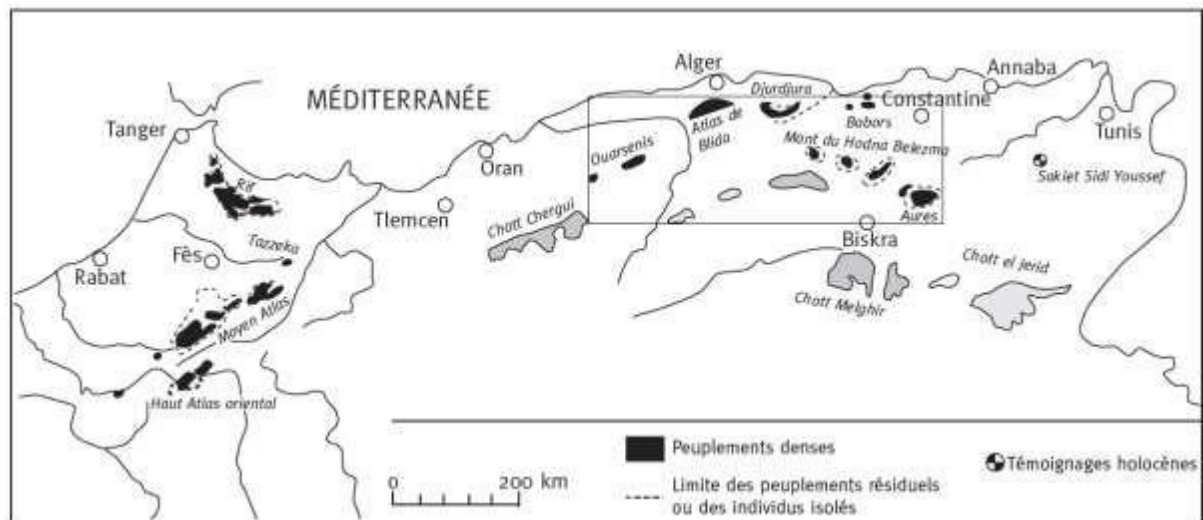 MÉDITERRANÉE
Tanger
Rif
Rabat
Fès
Tazzeka
Moyen Atlas
Haut Atlas oriental
Tlemcen
Oran
Chott Chergui
Ouarsenis
Alger
Atlas de
Blida
Djurdjura
Babors
Constantine
Annaba
Tunis
Mont du Hodna Belezma
Sakiet Sidi Youssef
Aures
Biskra
Chott Melghir
Chott el Jerid
0 200 km
Peuplements denses
Limite des peuplements résiduels
ou des individus isolés
Témoignages holocènes